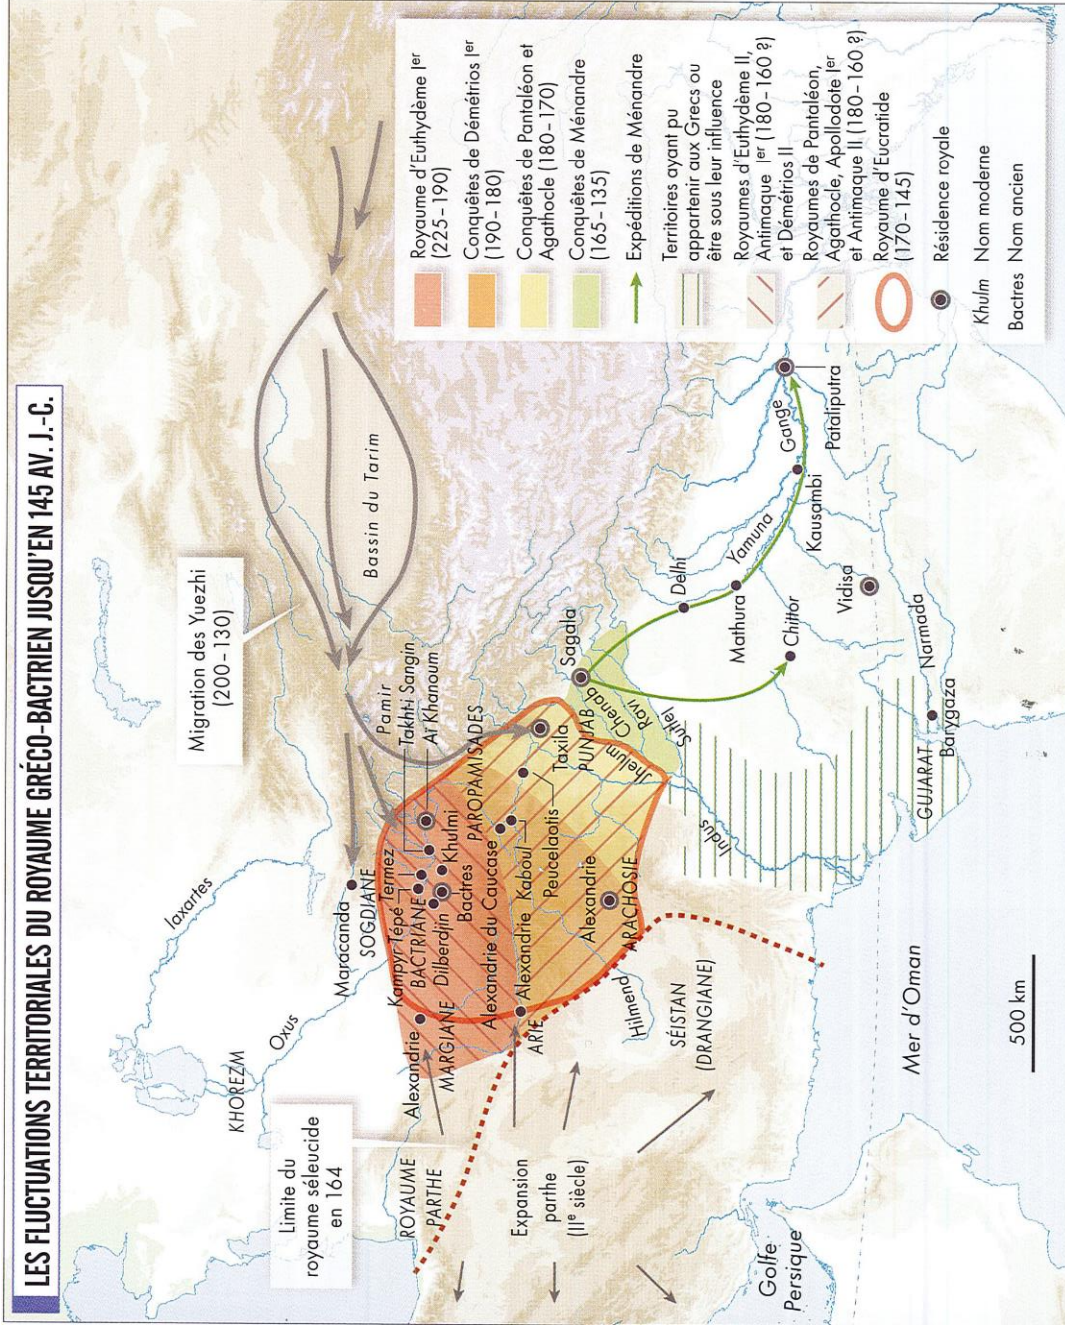 LES FLUCTUATIONS TERRITORIALES DU ROYAUME GRÉCO-BACTRIEN JUSQU'EN 145 AV. J.-C.
Migration des Yuezhi
(200–130)
Bassin du Tarim
Iaxartes
KHOREZM
Oxus
Maracanda
SOGDIANE
Pamir
Takht-i Sangin
Aï Khanoum
Termez
Kampyr Tépé
BACTRIANE
Dilberdjin
Khulmi
Bactres
Limite du
royaume séleucide
en 164
Alexandrie
MARGIANE
PAROPAMISADES
Alexandrie du Caucase
Alexandrie
Kaboul
Peucelaotis
Taxila
PUNJAB
ARIE
ROYAUME
PARTHE
Expansion
parthe
(IIe siècle)
Alexandrie
ARACHOSIE
Hilmend
SÉISTAN
(DRANGIANE)
Sagala
Chenab
Ravi
Sutlej
Jhelum
Indus
Delhi
Mathura
Yamuna
Gange
Kausambi
Pataliputra
Chittor
Vidisa
Narmada
GUJARAT
Barygaza
Mer d'Oman
Golfe
Persique
500 km
Royaume d'Euthydème Ier
(225–190)
Conquêtes de Démétrios Ier
(190–180)
Conquêtes de Pantaléon et
Agathocle (180–170)
Conquêtes de Ménandre
(165–135)
Expéditions de Ménandre
Territoires ayant pu
appartenir aux Grecs ou
être sous leur influence
Royaumes d'Euthydème II,
Antimaque Ier (180–160 ?)
et Démétrios II
Royaumes de Pantaléon,
Agathocle, Apollodote Ier
et Antimaque II, (180–160 ?)
Royaume d'Eucratide
(170–145)
Résidence royale
Khulm Nom moderne
Bactres Nom ancien